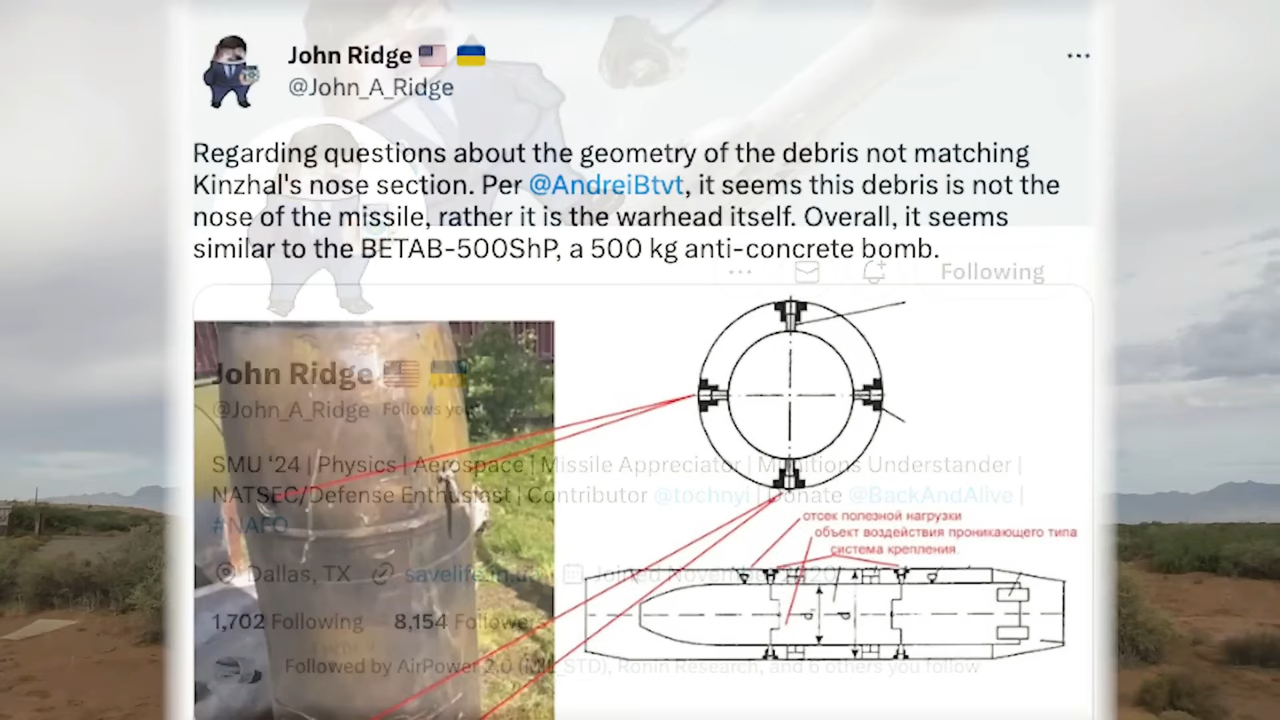 John Ridge 🇺🇸 🇺🇦
@John_A_Ridge
Regarding questions about the geometry of the debris not matching
Kinzhal's nose section. Per @AndreiBtvt, it seems this debris is not the
nose of the missile, rather it is the warhead itself. Overall, it seems
similar to the BETAB-500ShP, a 500 kg anti-concrete bomb.
Following
John Ridge 🇺🇸 🇺🇦
@John_A_Ridge Follows you
SMU '24 | Physics | Aerospace | Missile Appreciator | Munitions Understander |
NATSEC/Defense Enthusiast | Contributor @tochnyi | Donate @BackAndAlive |
#NAFO
отсек полезной нагрузки
объект воздействия проникающего типа
система крепления.
Dallas, TX Joined
1,702 Following 8,154 Followers
Followed by AirPower 2.0 (MIL_STD), Ronin Research, and 6 others you follow